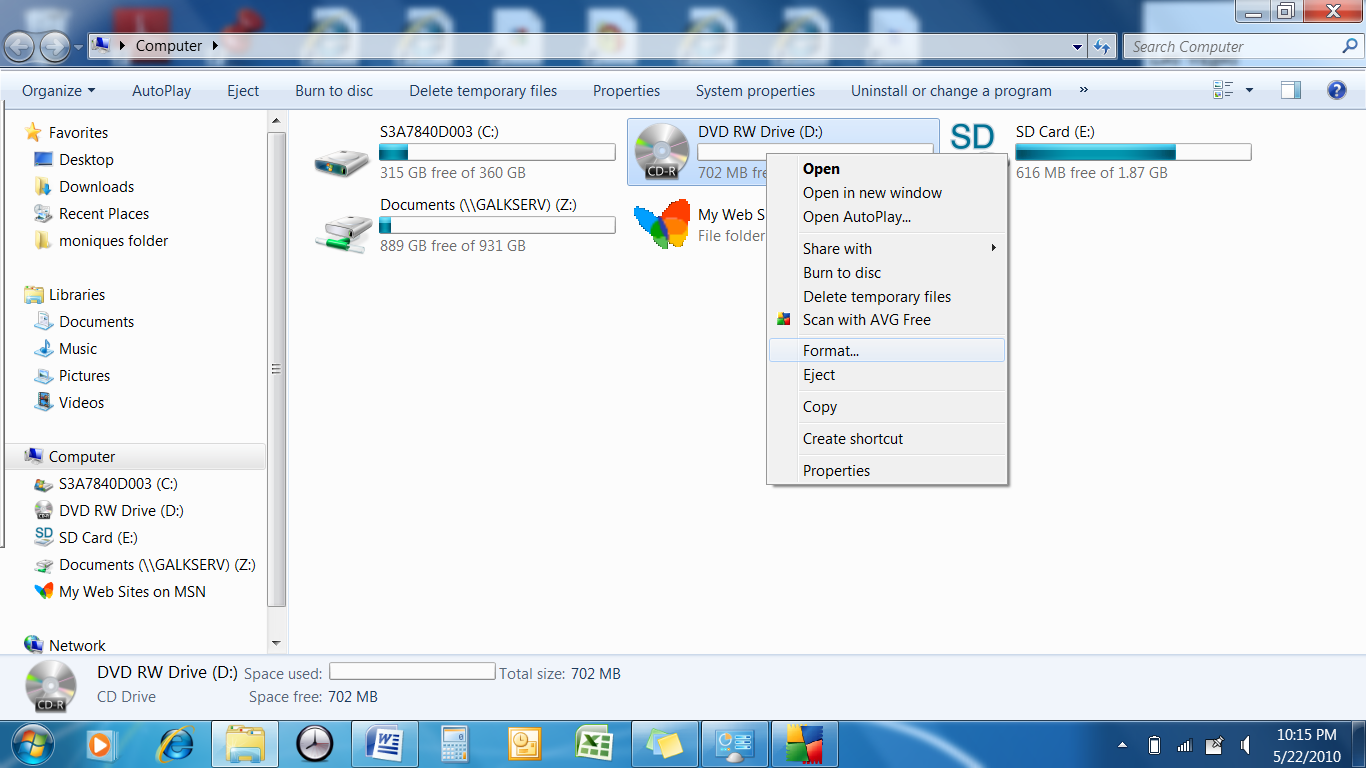 Computer
Search Computer
Organize AutoPlay Eject Burn to disc Delete temporary files Properties System properties Uninstall or change a program »
Favorites
Desktop
Downloads
Recent Places
moniques folder
Libraries
Documents
Music
Pictures
Videos
Computer
S3A7840D003 (C:)
DVD RW Drive (D:)
SD Card (E:)
Documents (\\GALKSERV) (Z:)
My Web Sites on MSN
Network
S3A7840D003 (C:)
315 GB free of 360 GB
DVD RW Drive (D:)
CD-R
702 MB fre
SD
SD Card (E:)
616 MB free of 1.87 GB
Documents (\\GALKSERV) (Z:)
889 GB free of 931 GB
My Web S
File folder
Open
Open in new window
Open AutoPlay...
Share with
Burn to disc
Delete temporary files
Scan with AVG Free
Format...
Eject
Copy
Create shortcut
Properties
DVD RW Drive (D:) Space used: Total size: 702 MB
CD Drive Space free: 702 MB
CD-R
10:15 PM
5/22/2010